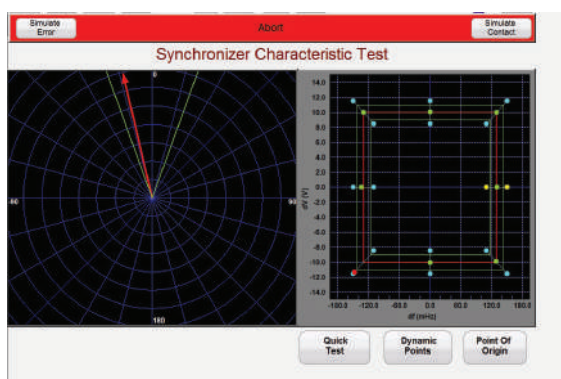 Simulate
Error
Abort
Simulate
Contact
Synchronizer Characteristic Test
0
90
180
14.0
12.0
10.0
8.0
6.0
4.0
2.0
0.0
-2.0
-4.0
-6.0
-8.0
-10.0
-12.0
-14.0
dV (V)
-180.0
-120.0
-60.0
0.0
60.0
120.0
180.0
df (mHz)
Quick
Test
Dynamic
Points
Point Of
Origin